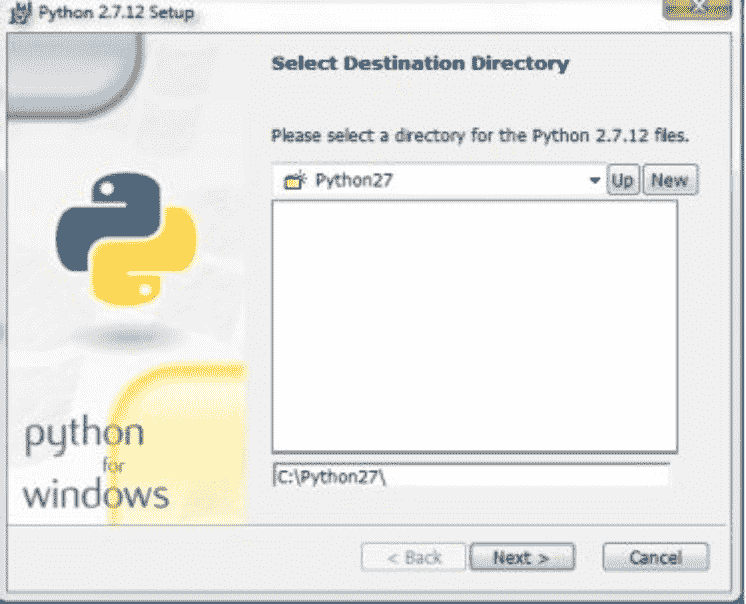 Python 2.7.12 Setup
Select Destination Directory
Please select a directory for the Python 2.7.12 files.
Python27
Up
New
C:\Python27\
python
for
windows
< Back
Next >
Cancel